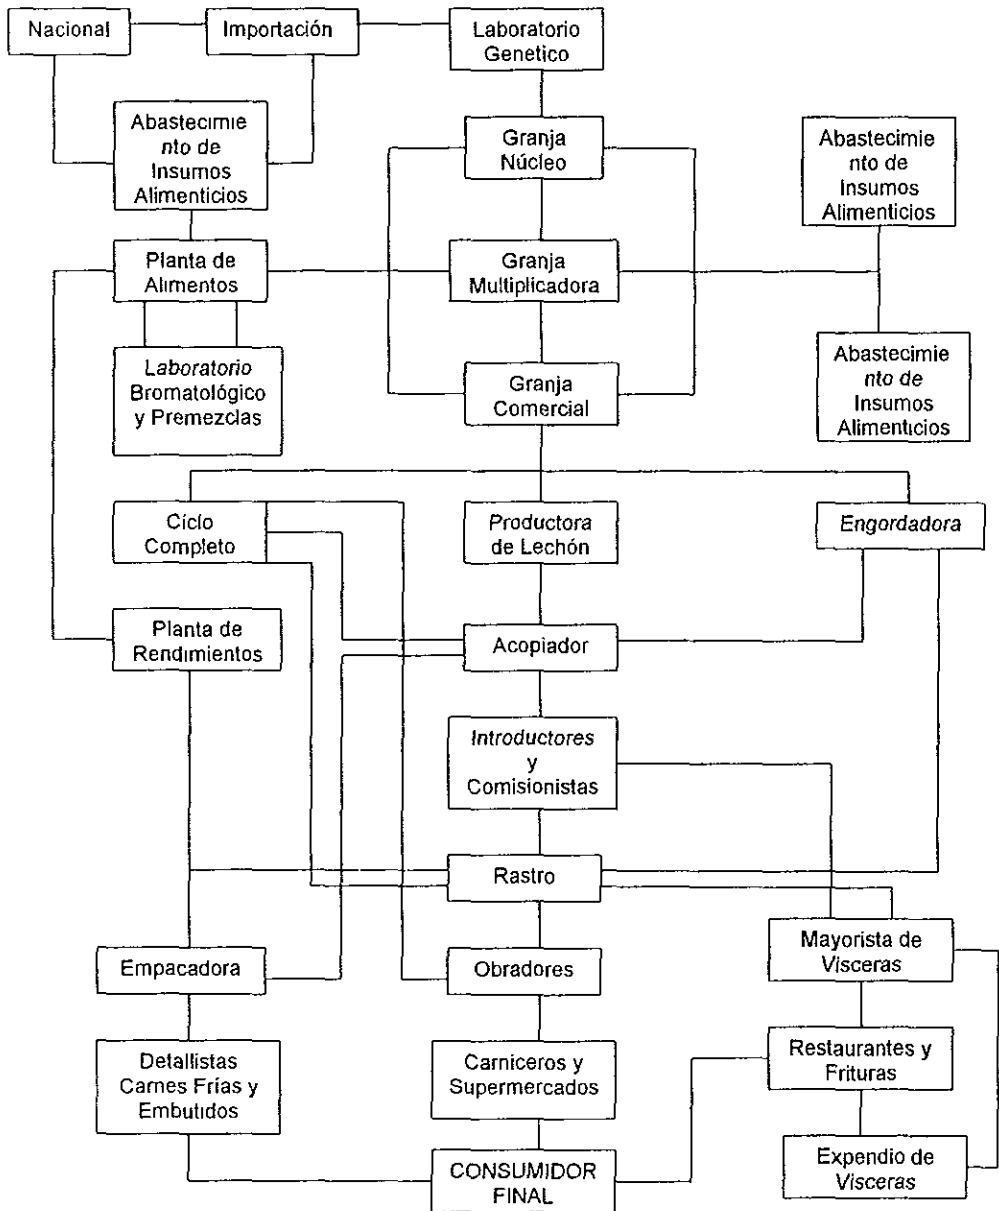 Nacional
Importación
Laboratorio
Genetico
Abastecimie
nto de
Insumos
Alimenticios
Granja
Núcleo
Abastecimie
nto de
Insumos
Alimenticios
Planta de
Alimentos
Granja
Multiplicadora
Laboratorio
Bromatológico
y Premezclas
Granja
Comercial
Abastecimie
nto de
Insumos
Alimenticios
Ciclo
Completo
Productora
de Lechón
Engordadora
Planta de
Rendimientos
Acopiador
Introductores
y
Comisionistas
Rastro
Empacadora
Obradores
Mayorista de
Vísceras
Detallistas
Carnes Frías y
Embutidos
Carniceros y
Supermercados
Restaurantes y
Frituras
CONSUMIDOR
FINAL
Expendio de
Vísceras